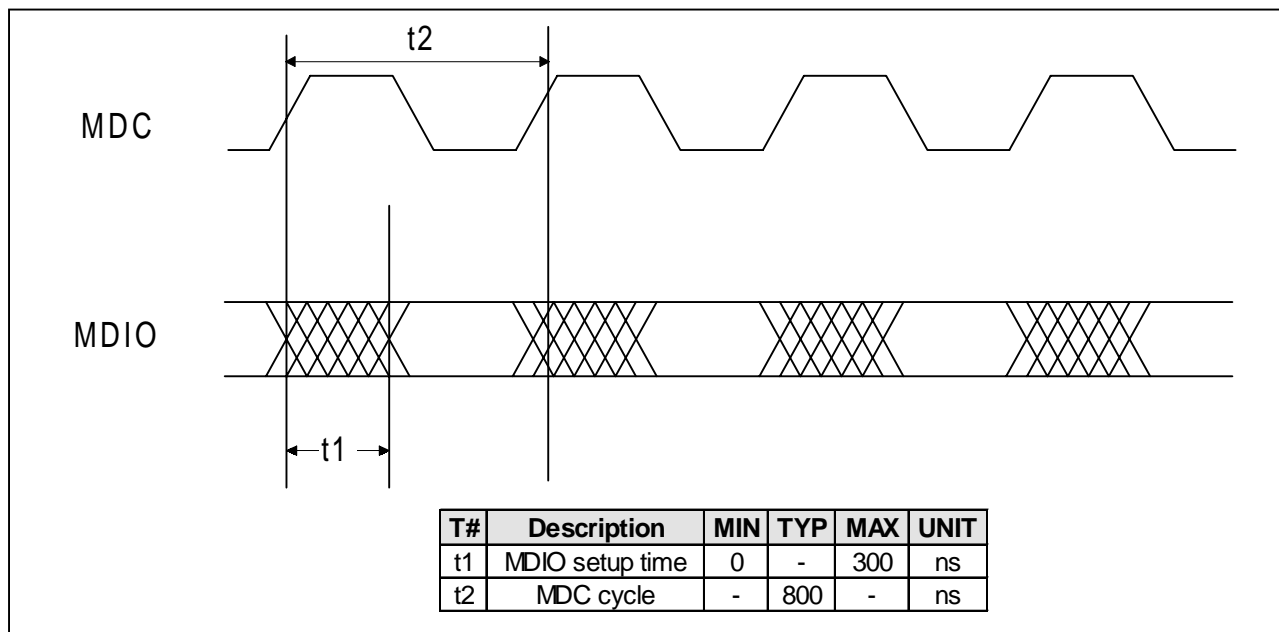 t2
MDC
MDIO
t1
T# Description MIN TYP MAX UNIT
t1 MDIO setup time 0 - 300 ns
t2 MDC cycle - 800 - ns